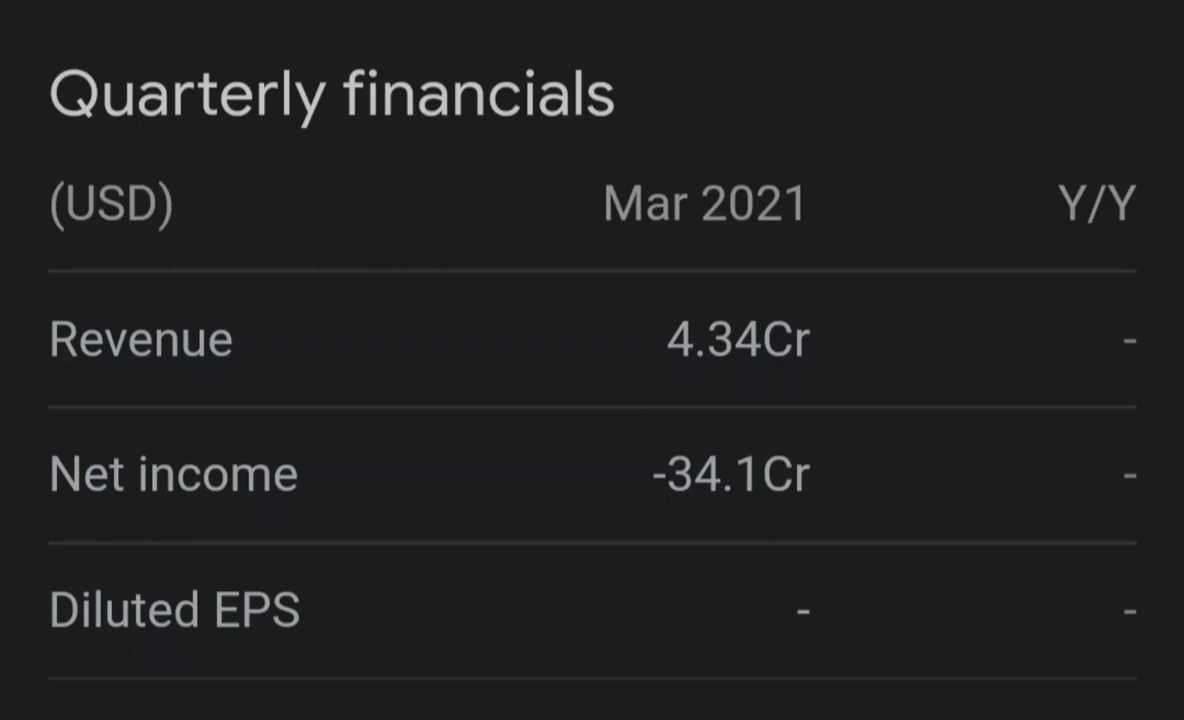 Quarterly financials
(USD) Mar 2021 Y/Y
Revenue 4.34Cr -
Net income -34.1Cr -
Diluted EPS - -